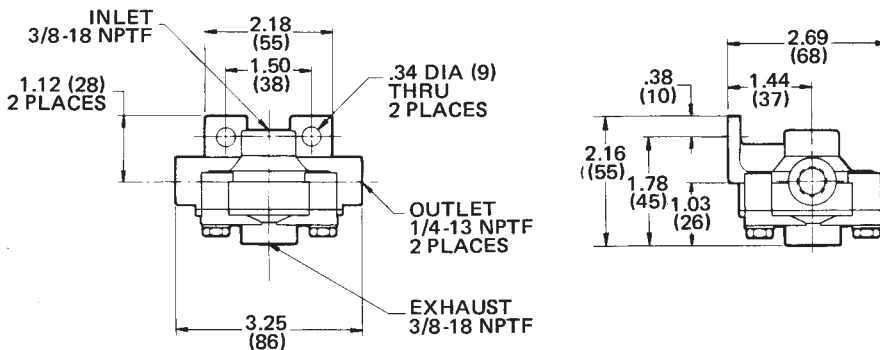 INLET
3/8-18 NPTF
2.18
(55)
1.50
(38)
1.12 (28)
2 PLACES
.34 DIA (9)
THRU
2 PLACES
OUTLET
1/4-13 NPTF
2 PLACES
EXHAUST
3/8-18 NPTF
3.25
(86)
2.69
(68)
.38
(10)
1.44
(37)
2.16
(55)
1.78
(45)
1.03
(26)